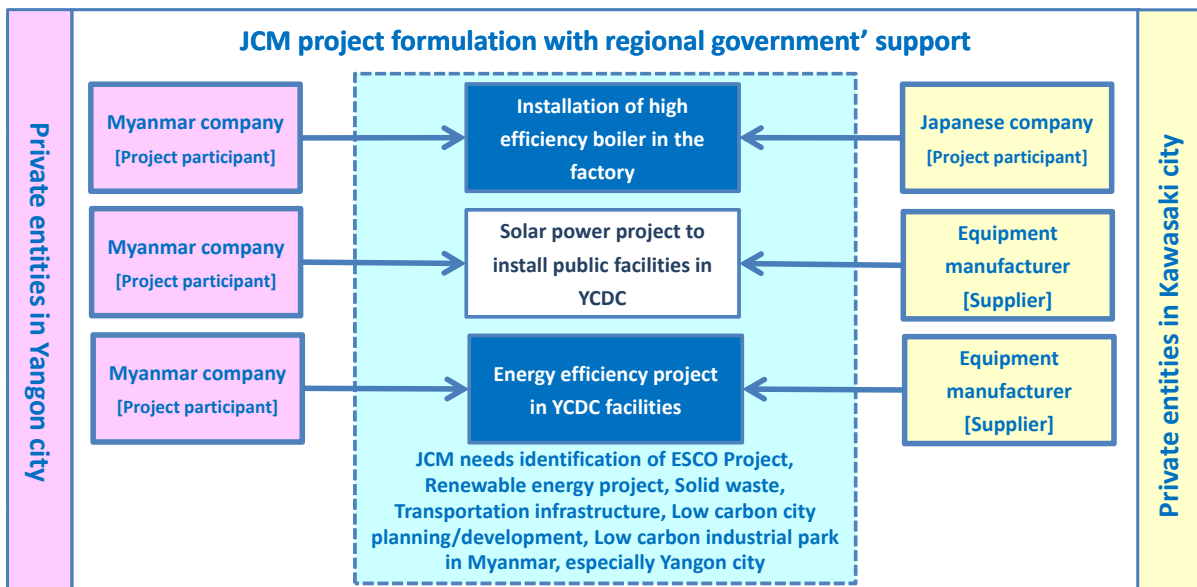 JCM project formulation with regional government’ support
Private entities in Yangon city
Myanmar company
[Project participant]
Installation of high
efficiency boiler in the
factory
Japanese company
[Project participant]
Myanmar company
[Project participant]
Solar power project to
install public facilities in
YCDC
Equipment
manufacturer
[Supplier]
Myanmar company
[Project participant]
Energy efficiency project
in YCDC facilities
Equipment
manufacturer
[Supplier]
JCM needs identification of ESCO Project,
Renewable energy project, Solid waste,
Transportation infrastructure, Low carbon city
planning/development, Low carbon industrial park
in Myanmar, especially Yangon city
Private entities in Kawasaki city